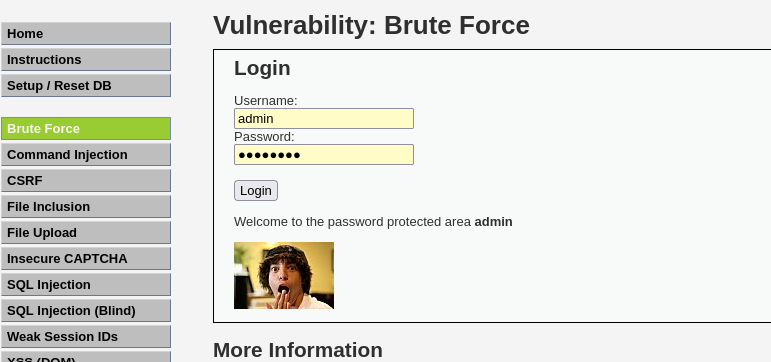 Home
Instructions
Setup / Reset DB
Brute Force
Command Injection
CSRF
File Inclusion
File Upload
Insecure CAPTCHA
SQL Injection
SQL Injection (Blind)
Weak Session IDs
XSS (DOM)
Vulnerability: Brute Force
Login
Username:
admin
Password:
●●●●●●●●
Login
Welcome to the password protected area admin
More Information